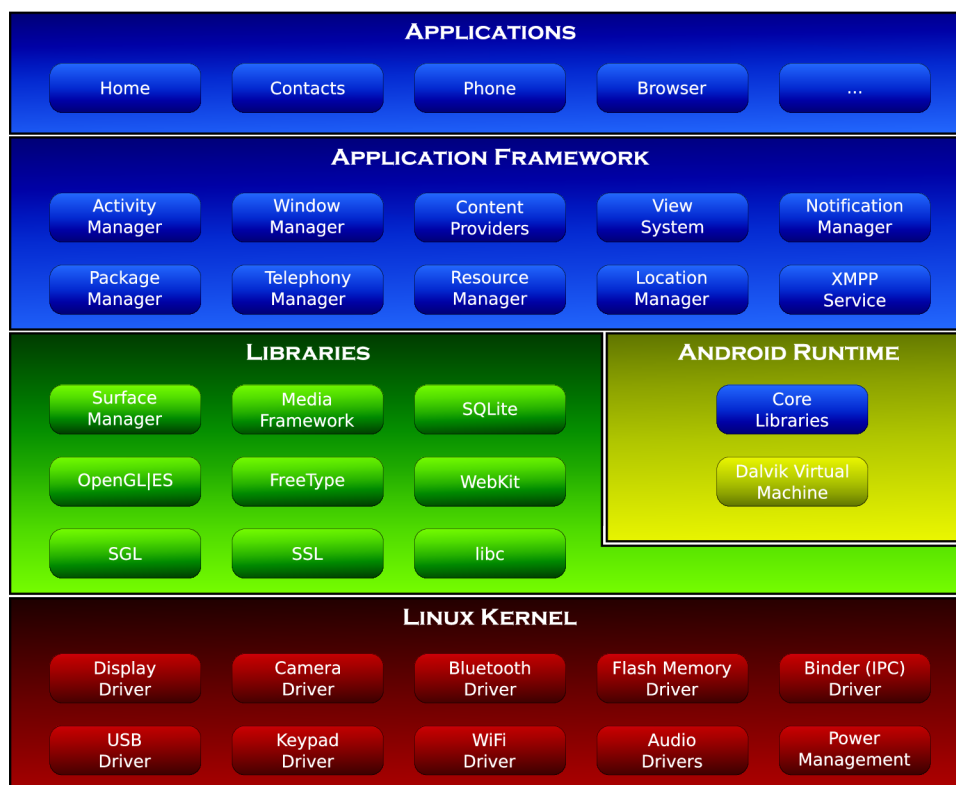 APPLICATIONS
Home
Contacts
Phone
Browser
...
APPLICATION FRAMEWORK
Activity
Manager
Window
Manager
Content
Providers
View
System
Notification
Manager
Package
Manager
Telephony
Manager
Resource
Manager
Location
Manager
XMPP
Service
LIBRARIES
Surface
Manager
Media
Framework
SQLite
OpenGL|ES
FreeType
WebKit
SGL
SSL
libc
ANDROID RUNTIME
Core
Libraries
Dalvik Virtual
Machine
LINUX KERNEL
Display
Driver
Camera
Driver
Bluetooth
Driver
Flash Memory
Driver
Binder (IPC)
Driver
USB
Driver
Keypad
Driver
WiFi
Driver
Audio
Drivers
Power
Management